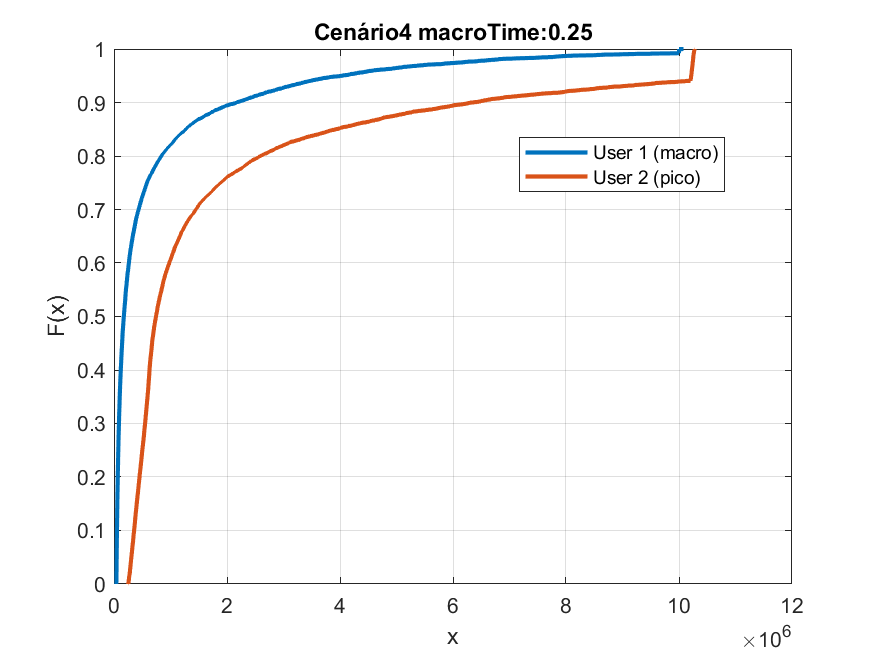 Cenário4 macroTime:0.25
1
0.9
0.8
0.7
0.6
0.5
0.4
0.3
0.2
0.1
0
F(x)
User 1 (macro)
User 2 (pico)
0 2 4 6 8 10 12
x
×10^6